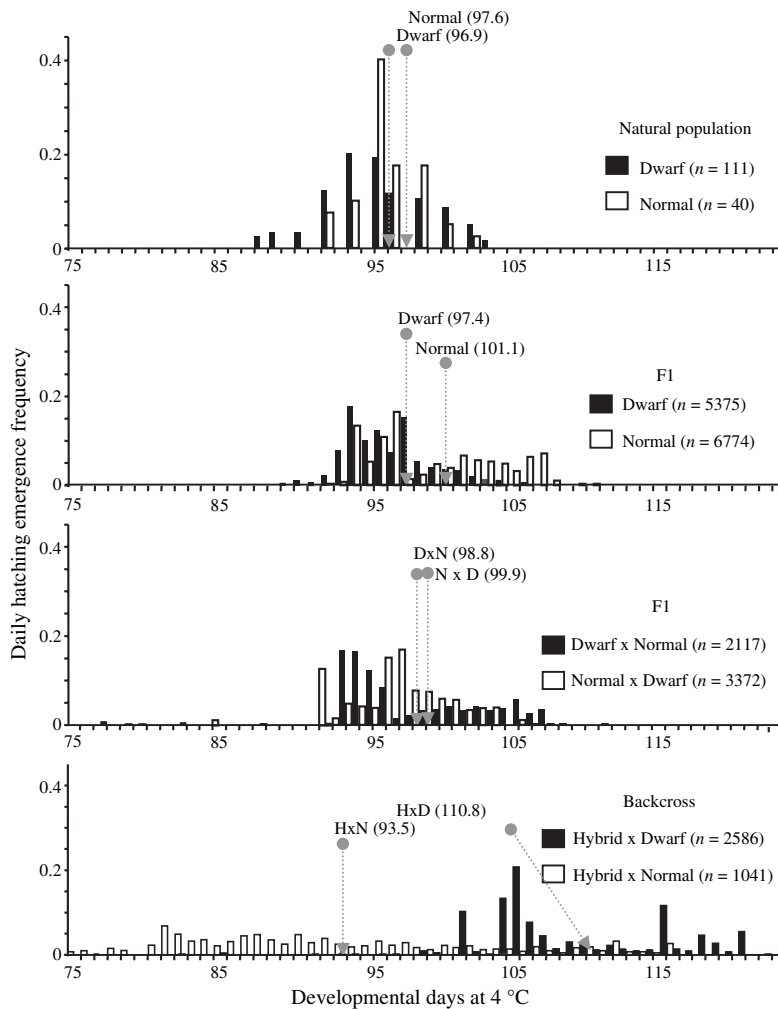 Daily hatching emergence frequency
Normal (97.6)
Dwarf (96.9)
0.4
0.2
0
Natural population
Dwarf (n = 111)
Normal (n = 40)
75 85 95 105 115
Dwarf (97.4)
Normal (101.1)
0.4
0.2
0
F1
Dwarf (n = 5375)
Normal (n = 6774)
75 85 95 105 115
DxN (98.8)
N x D (99.9)
0.4
0.2
0
F1
Dwarf x Normal (n = 2117)
Normal x Dwarf (n = 3372)
75 85 95 105 115
HxD (110.8)
HxN (93.5)
0.4
0.2
0
Backcross
Hybrid x Dwarf (n = 2586)
Hybrid x Normal (n = 1041)
75 85 95 105 115
Developmental days at 4 °C